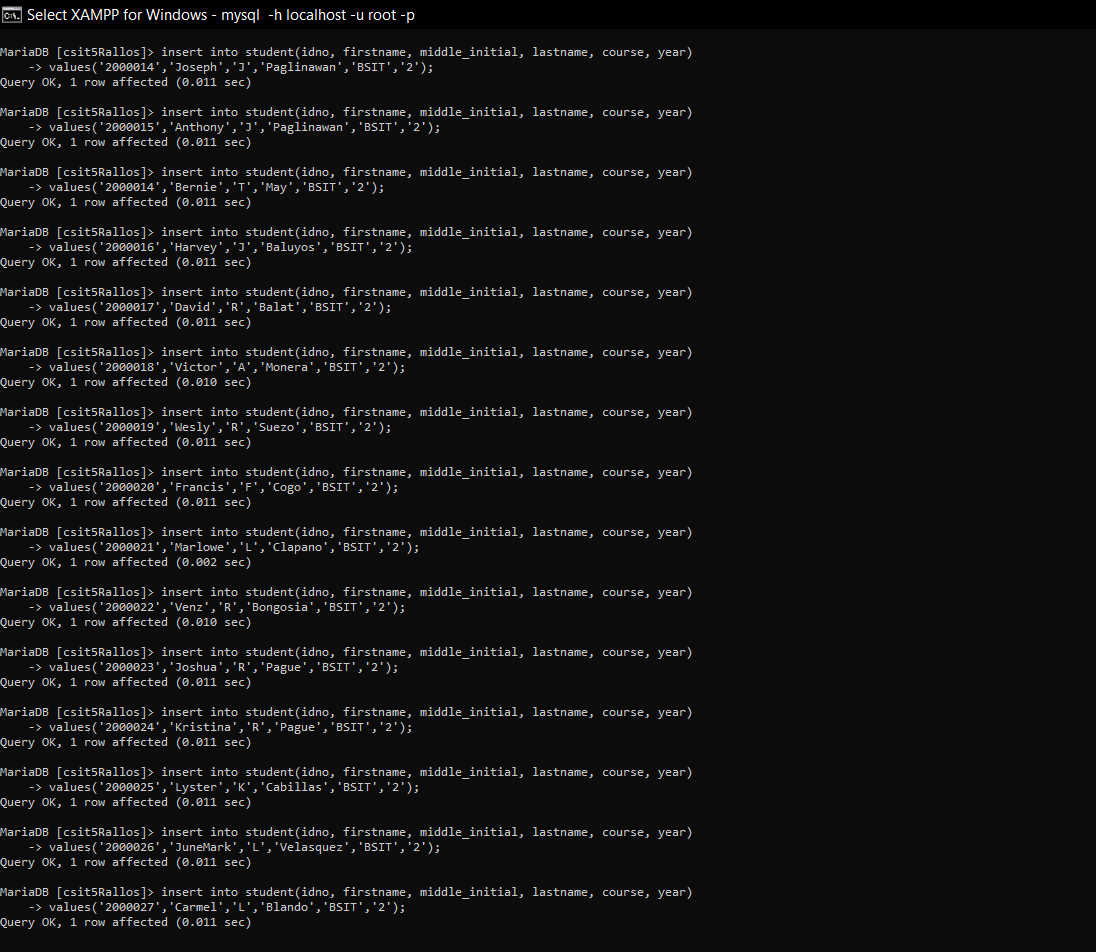 Select XAMPP for Windows - mysql  -h localhost -u root -p
MariaDB [csit5Rallos]> insert into student(idno, firstname, middle_initial, lastname, course, year)
    -> values('2000014','Joseph','J','Paglinawan','BSIT','2');
Query OK, 1 row affected (0.011 sec)
MariaDB [csit5Rallos]> insert into student(idno, firstname, middle_initial, lastname, course, year)
    -> values('2000015','Anthony','J','Paglinawan','BSIT','2');
Query OK, 1 row affected (0.011 sec)
MariaDB [csit5Rallos]> insert into student(idno, firstname, middle_initial, lastname, course, year)
    -> values('2000014','Bernie','T','May','BSIT','2');
Query OK, 1 row affected (0.011 sec)
MariaDB [csit5Rallos]> insert into student(idno, firstname, middle_initial, lastname, course, year)
    -> values('2000016','Harvey','J','Baluyos','BSIT','2');
Query OK, 1 row affected (0.011 sec)
MariaDB [csit5Rallos]> insert into student(idno, firstname, middle_initial, lastname, course, year)
    -> values('2000017','David','R','Balat','BSIT','2');
Query OK, 1 row affected (0.011 sec)
MariaDB [csit5Rallos]> insert into student(idno, firstname, middle_initial, lastname, course, year)
    -> values('2000018','Victor','A','Monera','BSIT','2');
Query OK, 1 row affected (0.010 sec)
MariaDB [csit5Rallos]> insert into student(idno, firstname, middle_initial, lastname, course, year)
    -> values('2000019','Wesly','R','Suezo','BSIT','2');
Query OK, 1 row affected (0.011 sec)
MariaDB [csit5Rallos]> insert into student(idno, firstname, middle_initial, lastname, course, year)
    -> values('2000020','Francis','F','Cogo','BSIT','2');
Query OK, 1 row affected (0.011 sec)
MariaDB [csit5Rallos]> insert into student(idno, firstname, middle_initial, lastname, course, year)
    -> values('2000021','Marlowe','L','Clapano','BSIT','2');
Query OK, 1 row affected (0.002 sec)
MariaDB [csit5Rallos]> insert into student(idno, firstname, middle_initial, lastname, course, year)
    -> values('2000022','Venz','R','Bongosia','BSIT','2');
Query OK, 1 row affected (0.010 sec)
MariaDB [csit5Rallos]> insert into student(idno, firstname, middle_initial, lastname, course, year)
    -> values('2000023','Joshua','R','Pague','BSIT','2');
Query OK, 1 row affected (0.011 sec)
MariaDB [csit5Rallos]> insert into student(idno, firstname, middle_initial, lastname, course, year)
    -> values('2000024','Kristina','R','Pague','BSIT','2');
Query OK, 1 row affected (0.011 sec)
MariaDB [csit5Rallos]> insert into student(idno, firstname, middle_initial, lastname, course, year)
    -> values('2000025','Lyster','K','Cabillas','BSIT','2');
Query OK, 1 row affected (0.011 sec)
MariaDB [csit5Rallos]> insert into student(idno, firstname, middle_initial, lastname, course, year)
    -> values('2000026','JuneMark','L','Velasquez','BSIT','2');
Query OK, 1 row affected (0.011 sec)
MariaDB [csit5Rallos]> insert into student(idno, firstname, middle_initial, lastname, course, year)
    -> values('2000027','Carmel','L','Blando','BSIT','2');
Query OK, 1 row affected (0.011 sec)